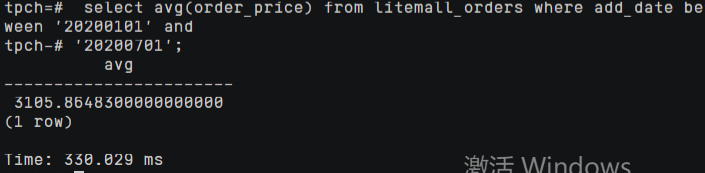 tpch=#  select avg(order_price) from litemall_orders where add_date be
ween '20200101' and
tpch-# '20200701';
avg
------------------------
3105.8648300000000000
(1 row)
Time: 330.029 ms
激活 Windows